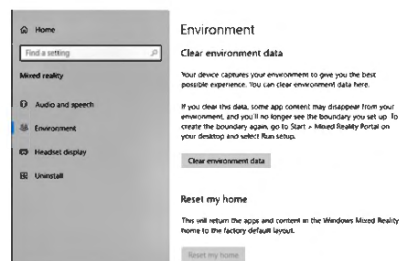 Home
Find a setting
Mixed reality
Audio and speech
Environment
Headset display
Uninstall
Environment
Clear environment data
Your device captures your environment to give you the best
possible experience. You can clear environment data here.
If you clear this data, some app content may disappear from your
environment, and you'll no longer see the boundary you set up. To
create the boundary again, go to Start > Mixed Reality Portal on
your desktop and select Run setup.
Clear environment data
Reset my home
This will return the apps and content in the Windows Mixed Reality
home to the factory default layout.
Reset my home